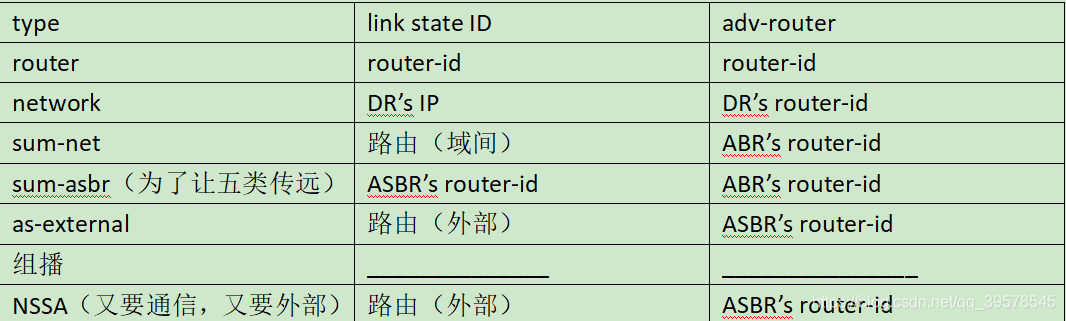 type link state ID adv-router
router router-id router-id
network DR’s IP DR’s router-id
sum-net 路由（域间） ABR’s router-id
sum-asbr（为了让五类传远） ASBR’s router-id ABR’s router-id
as-external 路由（外部） ASBR’s router-id
组播 ______________ _______________
NSSA（又要通信，又要外部） 路由（外部） ASBR’s router-id
https://blog.csdn.net/qq_39578545